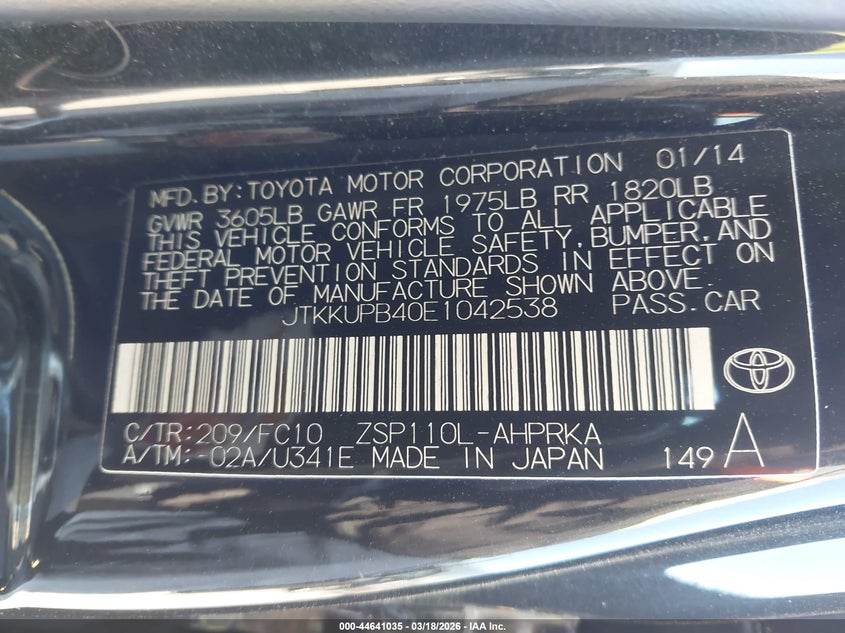 MFD. BY: TOYOTA MOTOR CORPORATION 01/14
GVWR 3605LB GAWR FR 1975LB RR 1820LB
THIS VEHICLE CONFORMS TO ALL APPLICABLE
FEDERAL MOTOR VEHICLE SAFETY, BUMPER, AND
THEFT PREVENTION STANDARDS IN EFFECT ON
THE DATE OF MANUFACTURE SHOWN ABOVE.
JTKKUPB40E1042538 PASS. CAR
C/TR: 209/FC10 ZSP110L-AHPRKA
A/TM: -02A/U341E MADE IN JAPAN 149 A
000-44641035 - 03/18/2026 - IAA Inc.